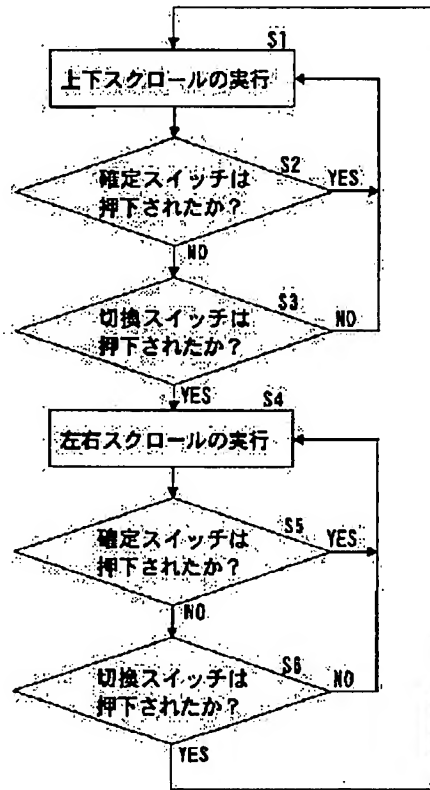 S1
上下スクロールの実行
S2
確定スイッチは
押下されたか？
YES
NO
S3
切換スイッチは
押下されたか？
NO
YES
S4
左右スクロールの実行
S5
確定スイッチは
押下されたか？
YES
NO
S6
切換スイッチは
押下されたか？
NO
YES